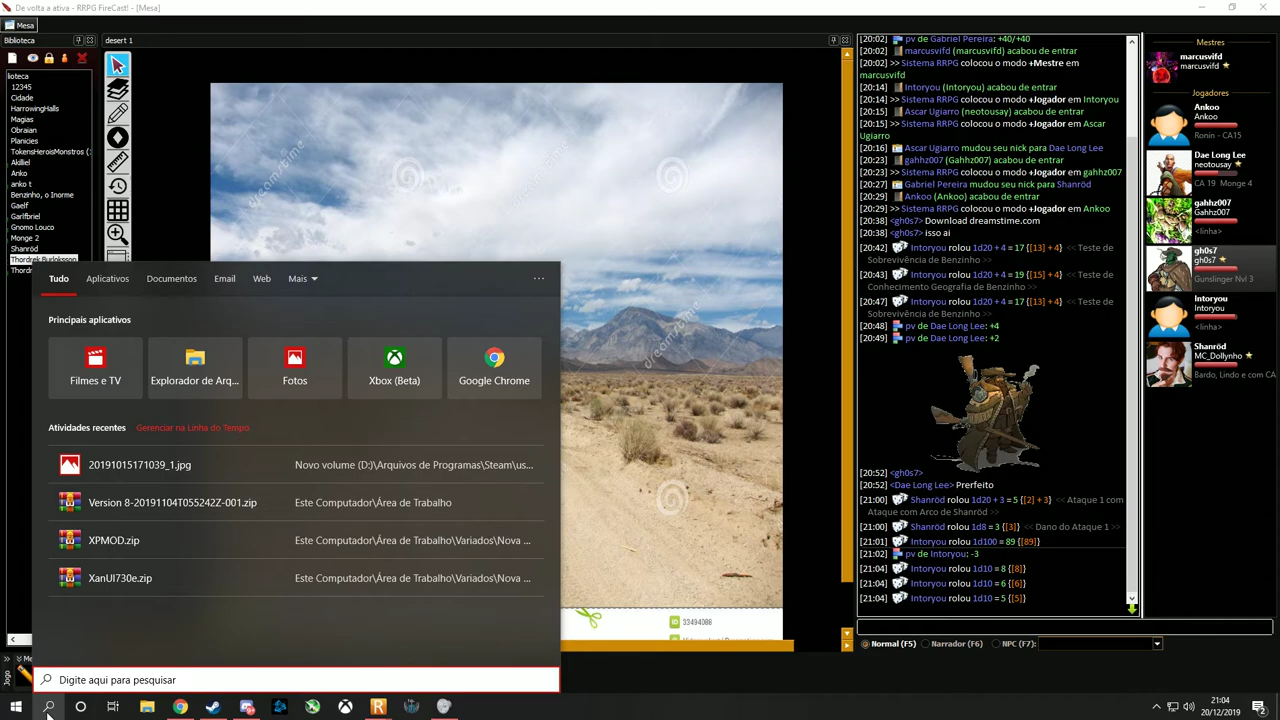 De volta a ativa - RRPG FireCast! - [Mesa]
Mesa
Biblioteca
desert 1
lioteca
12345
Cidade
HarrowingHalls
Magias
Obraian
Planicies
TokensHeroisMonstros (
Akilliel
Anko
anko t
Benzinho, o Inorme
Gaelf
Garlfbriel
Gnomo Louco
Monge 2
Shanröd
Thordrek Burloksson
Tudo
Aplicativos
Documentos
Email
Web
Mais
Principais aplicativos
Filmes e TV
Explorador de Arq...
Fotos
Xbox (Beta)
Google Chrome
Atividades recentes
Gerenciar na Linha do Tempo
20191015171039_1.jpg
Novo volume (D:)\Arquivos de Programas\Steam\us...
Version 8-20191104T055242Z-001.zip
Este Computador\Área de Trabalho
XPMOD.zip
Este Computador\Área de Trabalho\Variados\Nova ...
XanUI730e.zip
Este Computador\Área de Trabalho\Variados\Nova ...
Digite aqui para pesquisar
ID 33494088
[20:02] pv de Gabriel Pereira: +40/+40
[20:02] marcusvifd (marcusvifd) acabou de entrar
[20:02] >> Sistema RRPG colocou o modo +Mestre em
marcusvifd
[20:14] Intoryou (Intoryou) acabou de entrar
[20:14] >> Sistema RRPG colocou o modo +Jogador em Intoryou
[20:15] Ascar Ugiarro (neotousay) acabou de entrar
[20:15] >> Sistema RRPG colocou o modo +Jogador em Ascar
Ugiarro
[20:16] Ascar Ugiarro mudou seu nick para Dae Long Lee
[20:23] gahhz007 (Gahhz007) acabou de entrar
[20:23] >> Sistema RRPG colocou o modo +Jogador em gahhz007
[20:27] Gabriel Pereira mudou seu nick para Shanröd
[20:29] Ankoo (Ankoo) acabou de entrar
[20:29] >> Sistema RRPG colocou o modo +Jogador em Ankoo
[20:38] <gh0s7> Download dreamstime.com
[20:38] <gh0s7> isso ai
[20:42] Intoryou rolou 1d20 + 4 = 17 {[13] + 4} << Teste de
Sobrevivência de Benzinho >>
[20:43] Intoryou rolou 1d20 + 4 = 19 {[15] + 4} << Teste de
Conhecimento Geografia de Benzinho >>
[20:47] Intoryou rolou 1d20 + 4 = 17 {[13] + 4} << Teste de
Sobrevivência de Benzinho >>
[20:48] pv de Dae Long Lee: +4
[20:49] pv de Dae Long Lee: +2
[20:52] <gh0s7>
[20:52] <Dae Long Lee> Prerfeito
[21:00] Shanröd rolou 1d20 + 3 = 5 {[2] + 3} << Ataque 1 com
Ataque com Arco de Shanröd >>
[21:00] Shanröd rolou 1d8 = 3 {[3]} << Dano do Ataque 1 >>
[21:01] Intoryou rolou 1d100 = 89 {[89]}
[21:02] pv de Intoryou: -3
[21:04] Intoryou rolou 1d10 = 8 {[8]}
[21:04] Intoryou rolou 1d10 = 6 {[6]}
[21:04] Intoryou rolou 1d10 = 5 {[5]}
Normal (F5)
Narrador (F6)
NPC (F7):
Mestres
marcusvifd
marcusvifd
Jogadores
Ankoo
Ankoo
Ronin - CA15
Dae Long Lee
neotousay
CA 19 Monge 4
gahhz007
Gahhz007
<linha>
gh0s7
gh0s7
Gunslinger Nvl 3
Intoryou
Intoryou
<linha>
Shanröd
MC_Dollynho
Bardo, Lindo e com CA
Jogo
21:04
20/12/2019
2